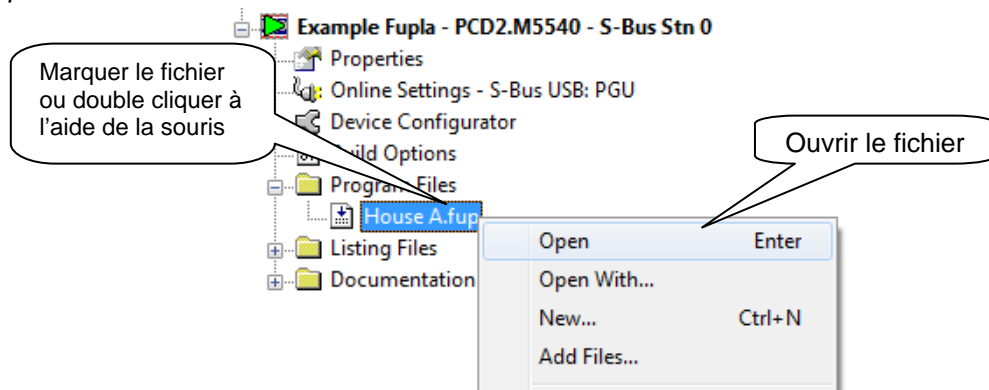 Example Fupla - PCD2.M5540 - S-Bus Stn 0
Properties
Marquer le fichier
ou double cliquer à
l'aide de la souris
Online Settings - S-Bus USB: PGU
Device Configurator
Ouvrir le fichier
Options
Program Files
House A.fup
Open Enter
Listing Files
Open With...
Documentation
New... Ctrl+N
Add Files...